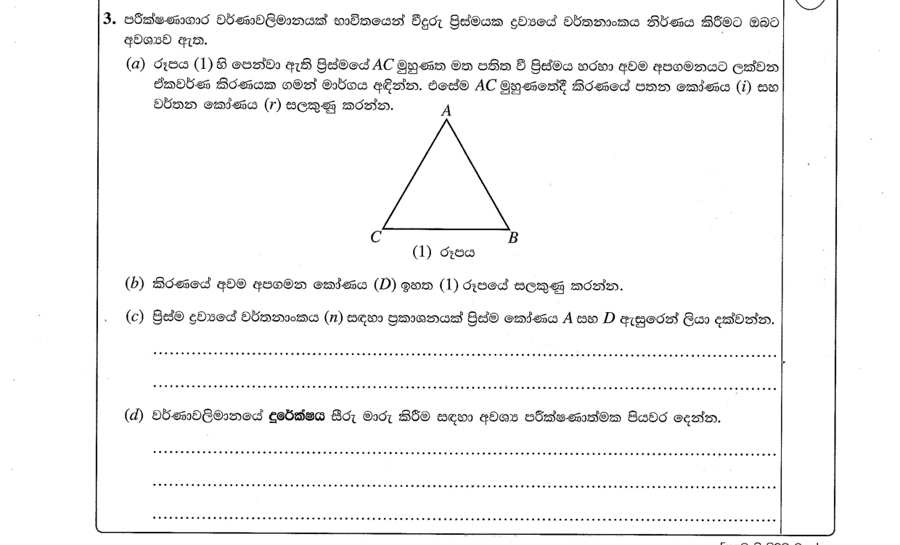 3. පරීක්ෂණාගාර වර්ණාවලිමානයක් භාවිතයෙන් වීදුරු ප්‍රිස්මයක ද්‍රව්‍යයේ වර්තනාංකය නිර්ණය කිරීමට ඔබට
අවශ්‍යව ඇත.
(a) රූපය (1) හි පෙන්වා ඇති ප්‍රිස්මයේ AC මුහුණත මත පතිත වී ප්‍රිස්මය හරහා අවම අපගමනයට ලක්වන
ඒකවර්ණ කිරණයක ගමන් මාර්ගය අඳින්න. එසේම AC මුහුණතේදී කිරණයේ පතන කෝණය (i) සහ
වර්තන කෝණය (r) සලකුණු කරන්න.
A
C B
(1) රූපය
(b) කිරණයේ අවම අපගමන කෝණය (D) ඉහත (1) රූපයේ සලකුණු කරන්න.
(c) ප්‍රිස්ම ද්‍රව්‍යයේ වර්තනාංකය (n) සඳහා ප්‍රකාශනයක් ප්‍රිස්ම කෝණය A සහ D ඇසුරෙන් ලියා දක්වන්න.
(d) වර්ණාවලිමානයේ දුරේක්ෂය සීරු මාරු කිරීම සඳහා අවශ්‍ය පරීක්ෂණාත්මක පියවර දෙන්න.